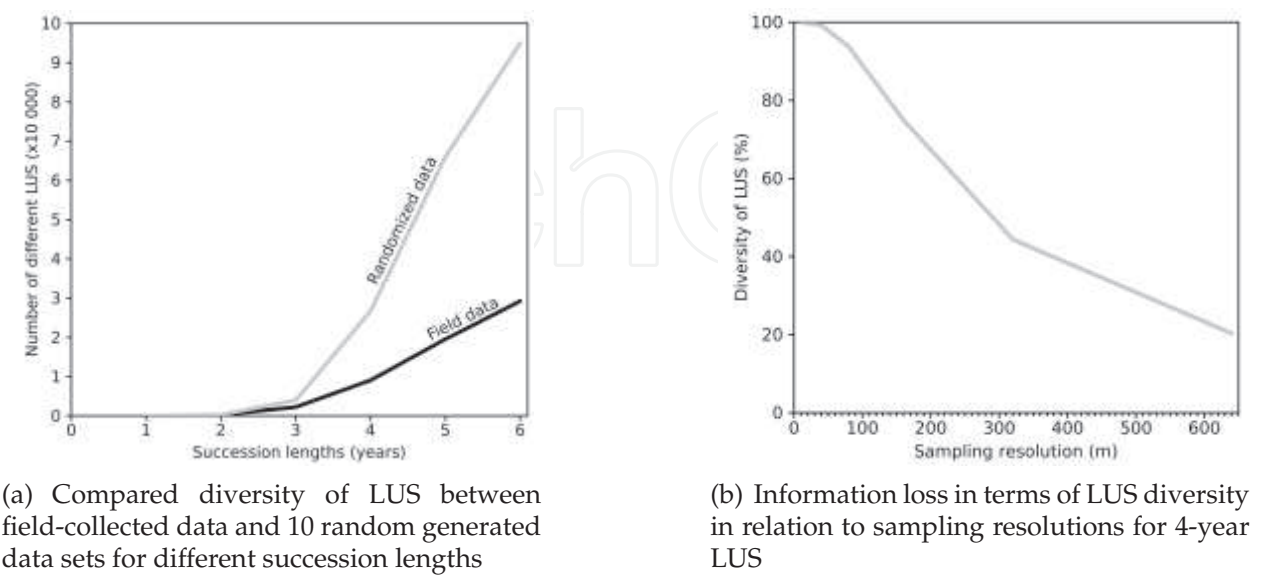 10
9
8
7
6
5
4
3
2
1
0
Number of different LUS (x10 000)
Randomized data
Field data
0 1 2 3 4 5 6
Succession lengths (years)
(a) Compared diversity of LUS between
field-collected data and 10 random generated
data sets for different succession lengths
100
80
60
40
20
0
Diversity of LUS (%)
0 100 200 300 400 500 600
Sampling resolution (m)
(b) Information loss in terms of LUS diversity
in relation to sampling resolutions for 4-year
LUS